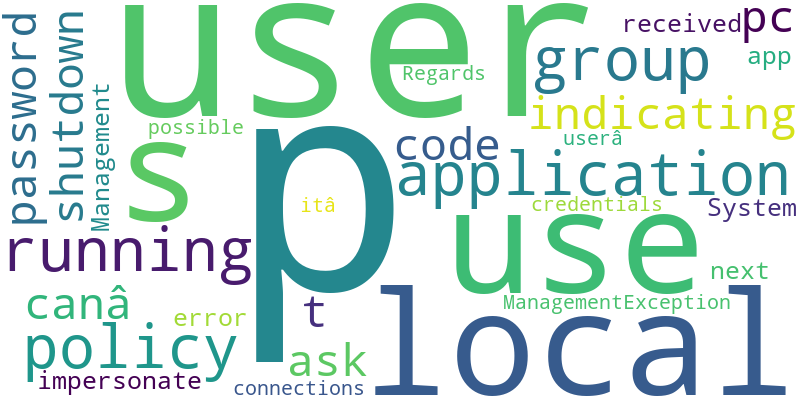 user
pc
received
app
group
Regards
password
shutdown
Management
possible
s
p
code
indicating
userâ
application
itâ
use
credentials
System
running
next
canâ
t
ManagementException
local
error
policy
ask
impersonate
connections